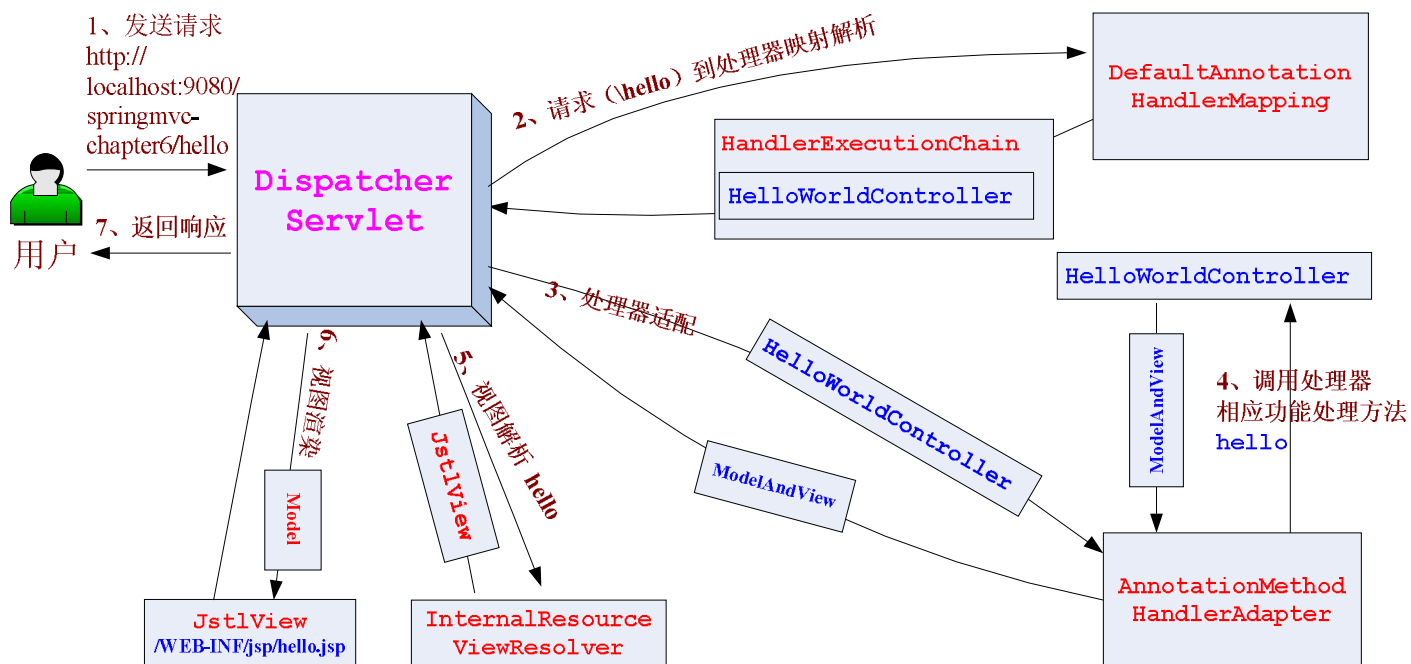 1、发送请求
http://
localhost:9080/
springmvc-
chapter6/hello
用户
7、返回响应
Dispatcher
Servlet
2、请求（\hello）到处理器映射解析
DefaultAnnotation
HandlerMapping
HandlerExecutionChain
HelloWorldController
3、处理器适配
HelloWorldController
ModelAndView
HelloWorldController
ModelAndView
4、调用处理器
相应功能处理方法
hello
AnnotationMethod
HandlerAdapter
5、视图解析 hello
JstlView
InternalResource
ViewResolver
6、视图渲染
Model
JstlView
/WEB-INF/jsp/hello.jsp